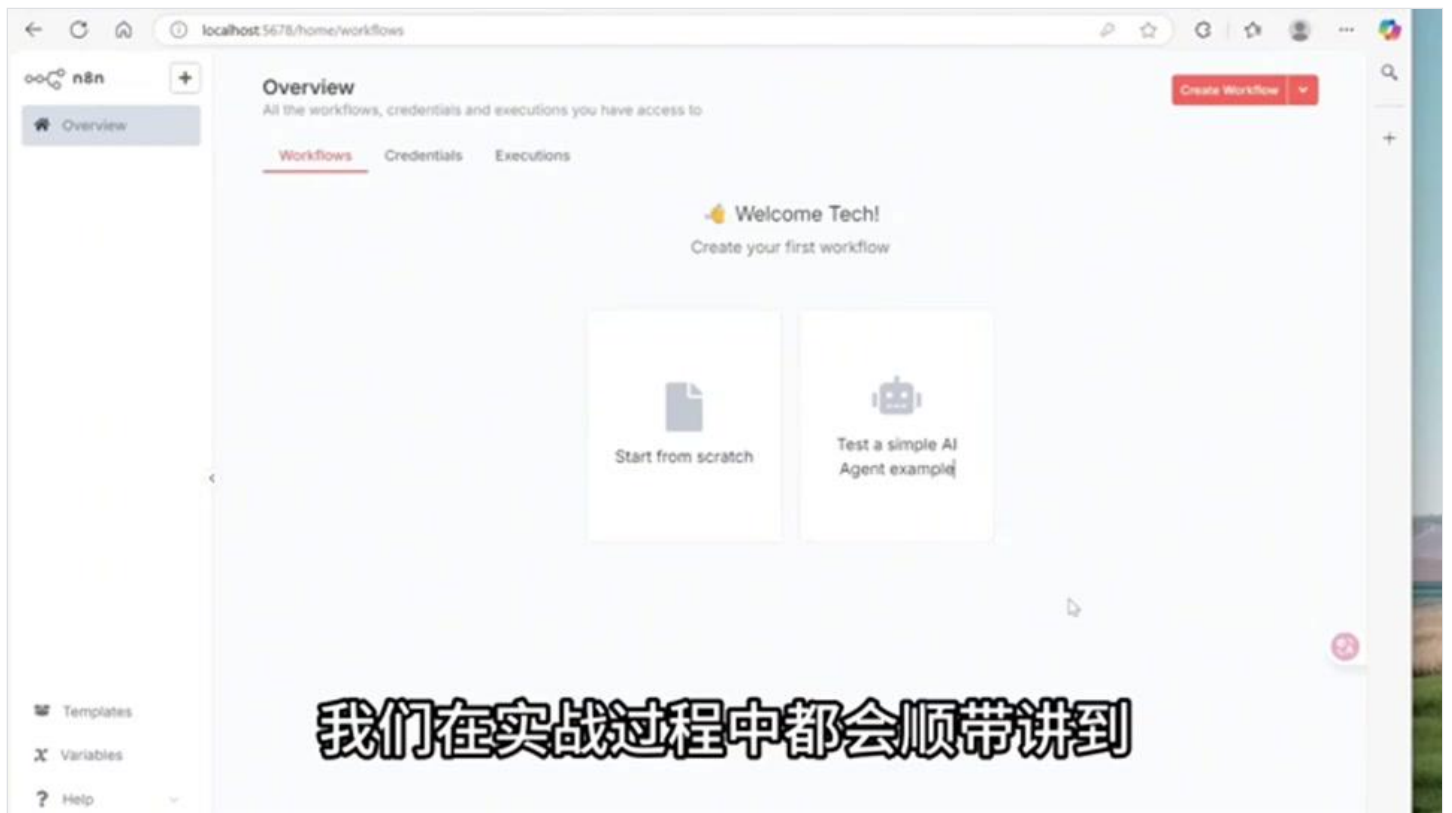 localhost:5678/home/workflows
n8n
Overview
Overview
All the workflows, credentials and executions you have access to
Create Workflow
Workflows
Credentials
Executions
Welcome Tech!
Create your first workflow
Start from scratch
Test a simple AI
Agent example
Templates
Variables
Help
我们在实战过程中都会顺带讲到